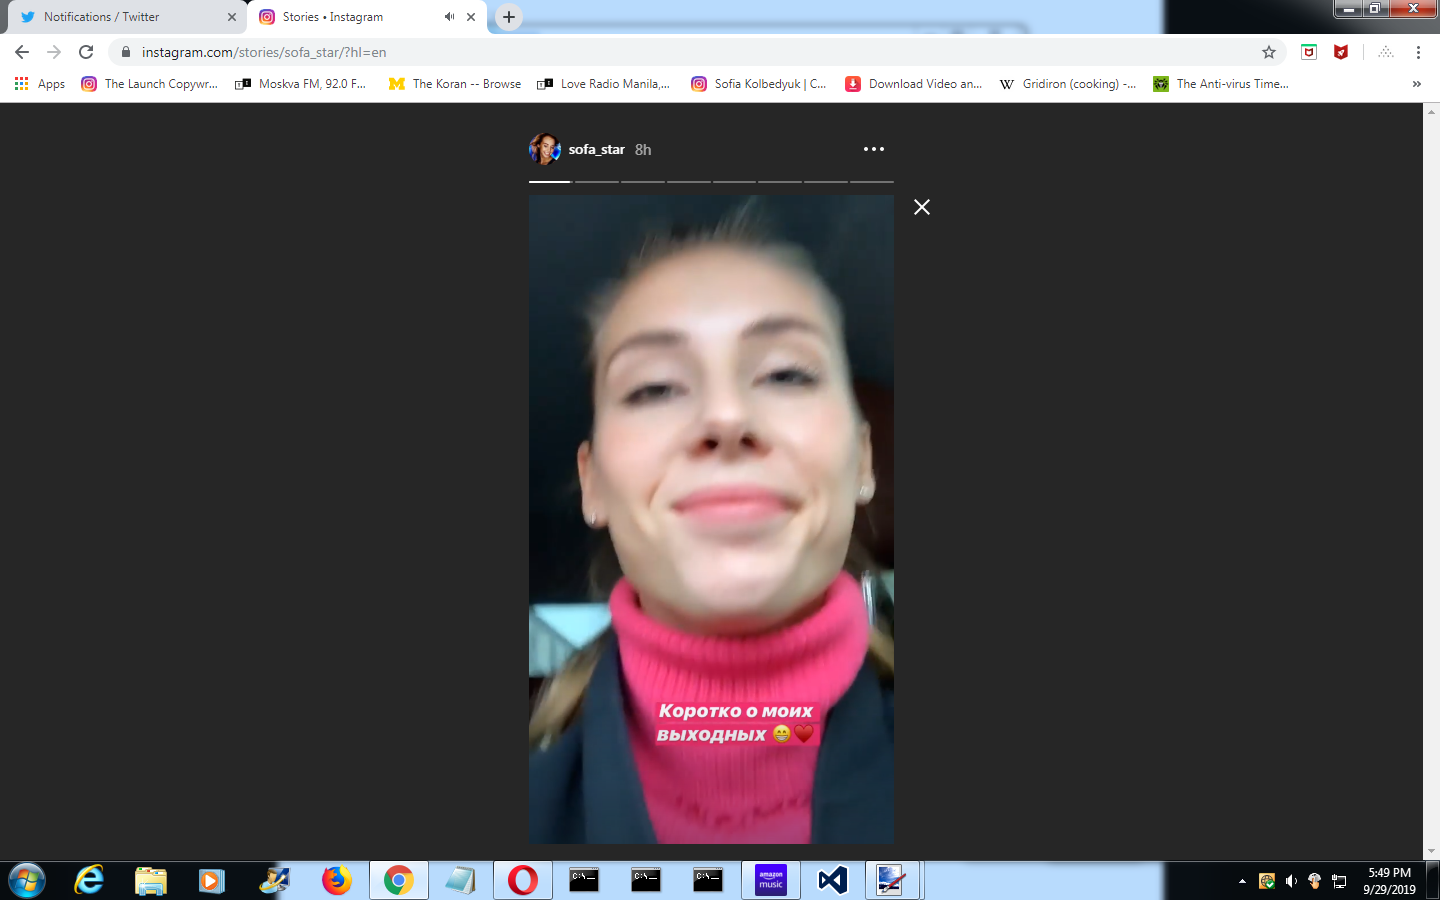 Notifications / Twitter
Stories • Instagram
instagram.com/stories/sofa_star/?hl=en
Apps
The Launch Copywr...
Moskva FM, 92.0 F...
The Koran -- Browse
Love Radio Manila,...
Sofia Kolbedyuk | C...
Download Video an...
Gridiron (cooking) -...
The Anti-virus Time...
»
sofa_star 8h
Коротко о моих
выходных 😁♥️
C:\_
C:\_
C:\_
amazon
music
5:49 PM
9/29/2019